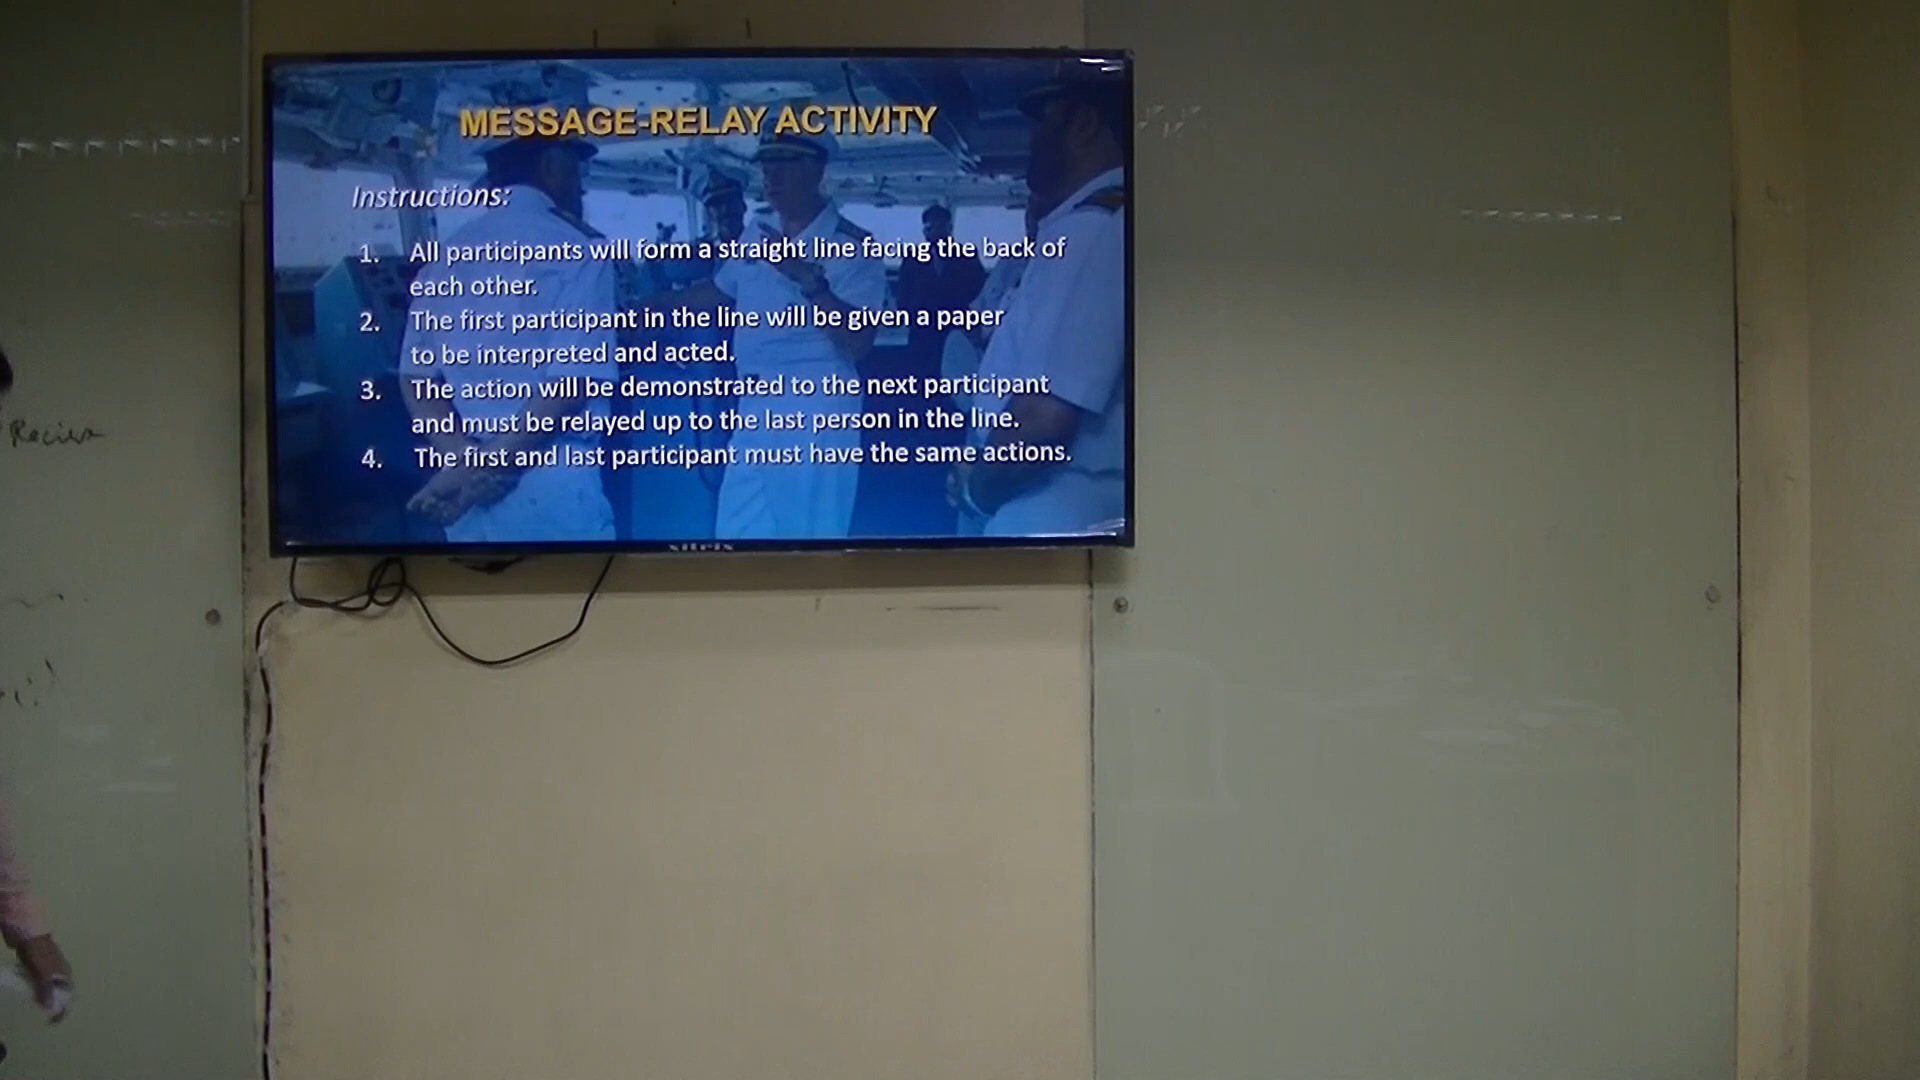 MESSAGE-RELAY ACTIVITY
Instructions:
1. All participants will form a straight line facing the back of
each other.
2. The first participant in the line will be given a paper
to be interpreted and acted.
3. The action will be demonstrated to the next participant
and must be relayed up to the last person in the line.
4. The first and last participant must have the same actions.